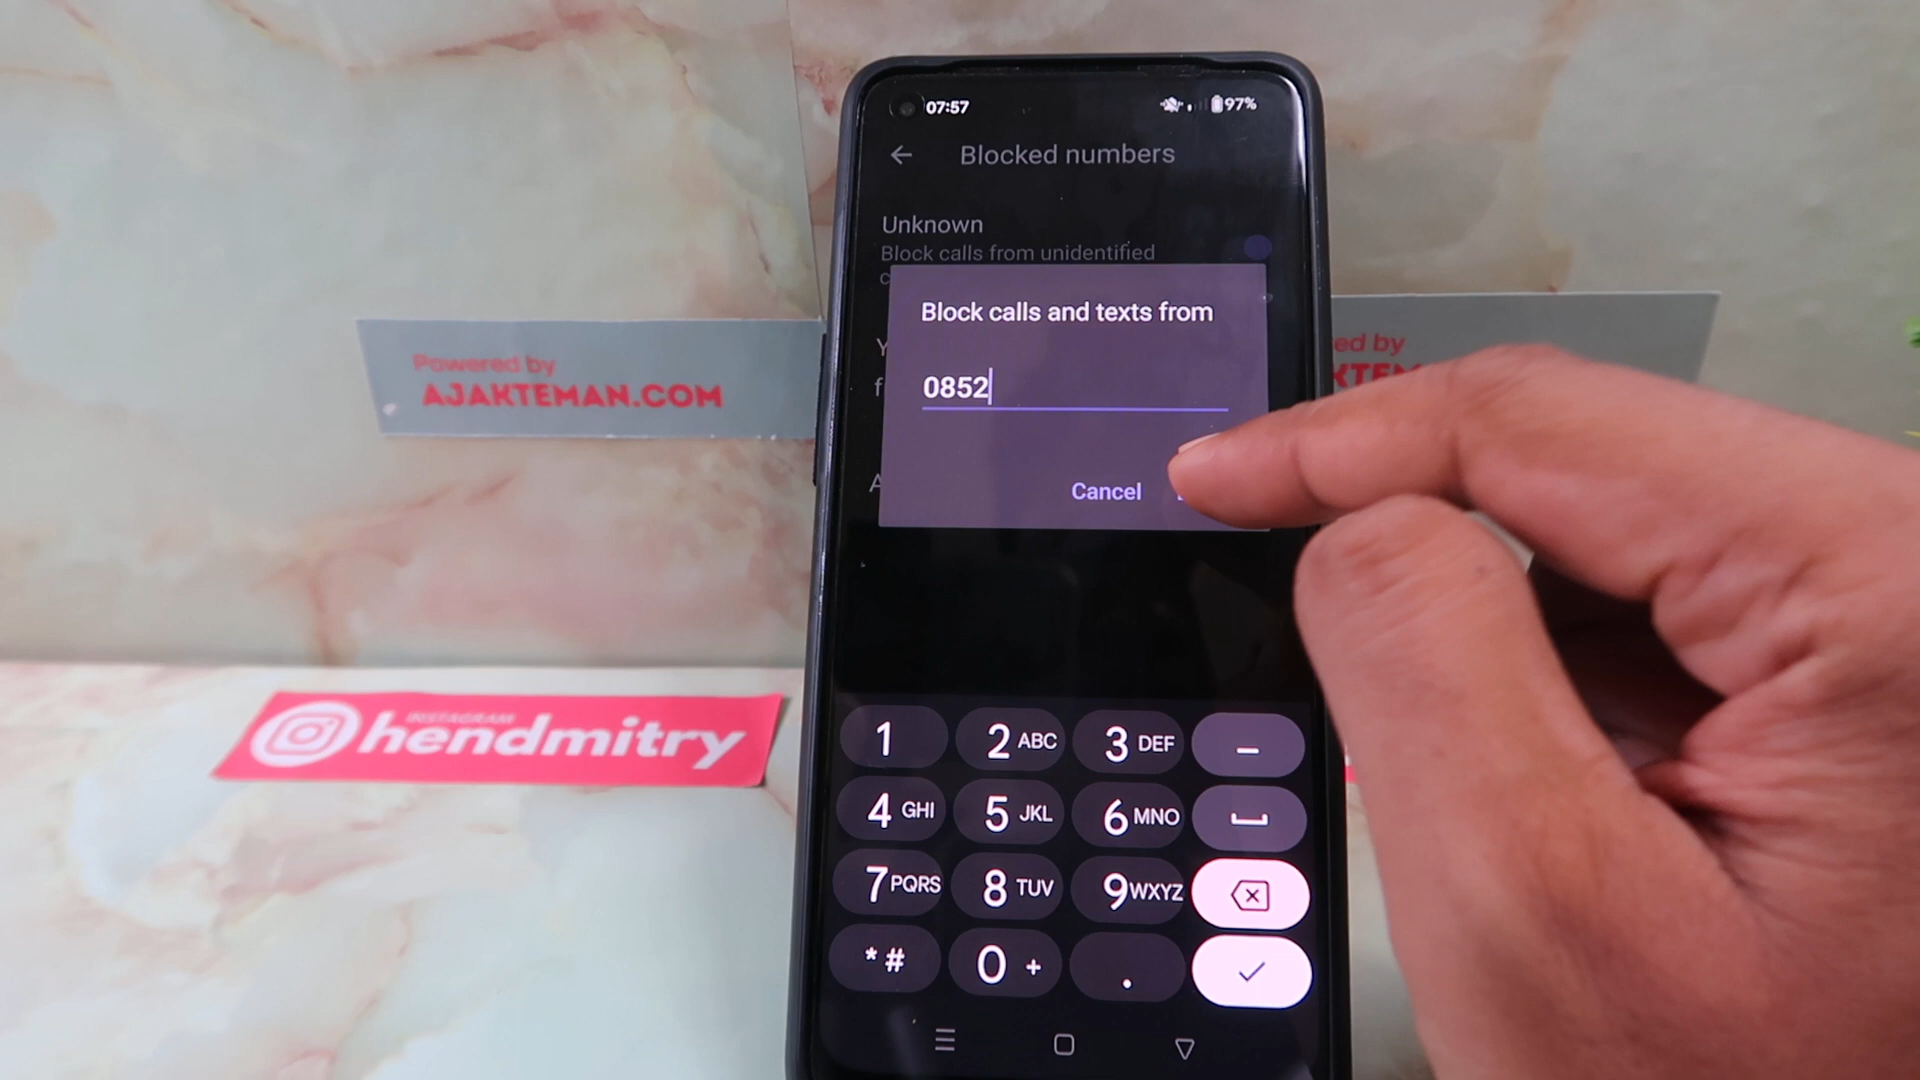 07:57
97%
Blocked numbers
Unknown
Block calls from unidentified
Block calls and texts from
0852
Cancel
Powered by
AJAKTEMAN.COM
ed by
INSTAGRAM
hendmitry
1
2 ABC
3 DEF
-
4 GHI
5 JKL
6 MNO
7 PQRS
8 TUV
9 WXYZ
* #
0 +
.